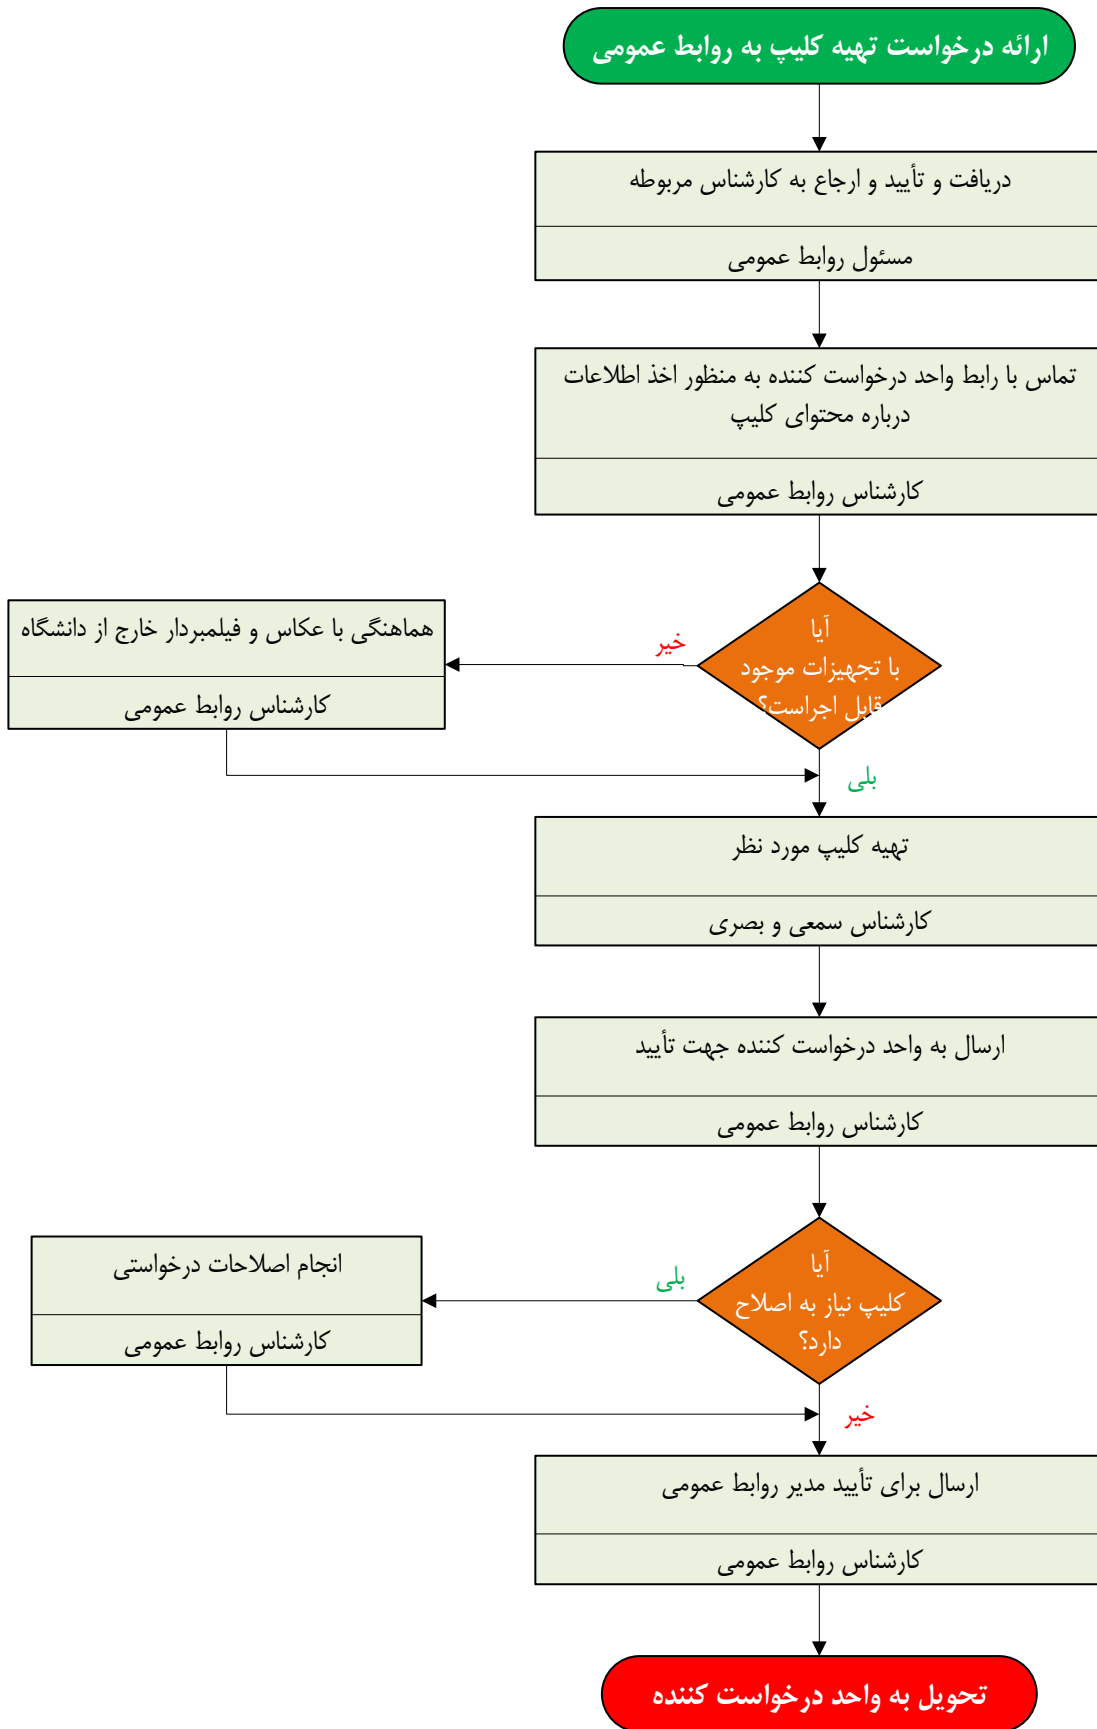 ارائه درخواست تهیه کلیپ به روابط عمومی
دریافت و تأیید و ارجاع به کارشناس مربوطه
مسئول روابط عمومی
تماس با رابط واحد درخواست کننده به منظور اخذ اطلاعات
درباره محتوای کلیپ
کارشناس روابط عمومی
آیا
با تجهیزات موجود
قابل اجراست؟
خیر
هماهنگی با عکاس و فیلمبردار خارج از دانشگاه
کارشناس روابط عمومی
بلی
تهیه کلیپ مورد نظر
کارشناس سمعی و بصری
ارسال به واحد درخواست کننده جهت تأیید
کارشناس روابط عمومی
آیا
کلیپ نیاز به اصلاح
دارد؟
بلی
انجام اصلاحات درخواستی
کارشناس روابط عمومی
خیر
ارسال برای تأیید مدیر روابط عمومی
کارشناس روابط عمومی
تحویل به واحد درخواست کننده